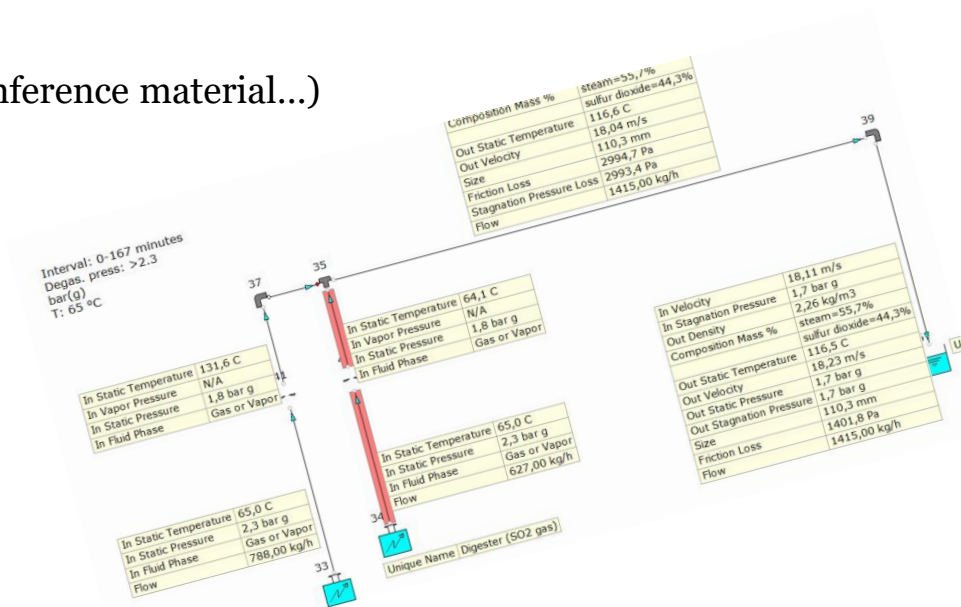 nference material...)
Composition Mass % steam=55,7%
sulfur dioxide=44,3%
Out Static Temperature 116,6 C
Out Velocity 18,04 m/s
Size 110,3 mm
Friction Loss 2994,7 Pa
Stagnation Pressure Loss 2993,4 Pa
Flow 1415,00 kg/h
39
Interval: 0-167 minutes
Degas. press: >2.3
bar(g)
T: 65 °C
37
35
In Static Temperature 64,1 C
In Vapor Pressure N/A
In Static Pressure 1,8 bar g
In Fluid Phase Gas or Vapor
In Velocity 18,11 m/s
In Stagnation Pressure 1,7 bar g
Out Density 2,26 kg/m3
Composition Mass % steam=55,7%
sulfur dioxide=44,3%
Out Static Temperature 116,5 C
Out Velocity 18,23 m/s
Out Static Pressure 1,7 bar g
Out Stagnation Pressure 1,7 bar g
Size 110,3 mm
Friction Loss 1401,8 Pa
Flow 1415,00 kg/h
In Static Temperature 131,6 C
In Vapor Pressure N/A
In Static Pressure 1,8 bar g
In Fluid Phase Gas or Vapor
In Static Temperature 65,0 C
In Static Pressure 2,3 bar g
In Fluid Phase Gas or Vapor
Flow 627,00 kg/h
34
Unique Name Digester (SO2 gas)
In Static Temperature 65,0 C
In Static Pressure 2,3 bar g
In Fluid Phase Gas or Vapor
Flow 788,00 kg/h
33